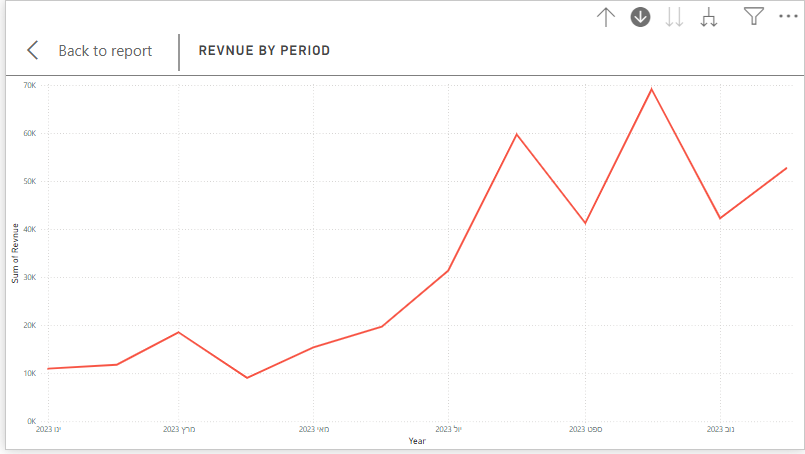 Back to report
REVNUE BY PERIOD
70K
60K
50K
40K
30K
20K
10K
0K
Sum of Revnue
ינו 2023
מרץ 2023
מאי 2023
יול 2023
ספט 2023
נוב 2023
Year